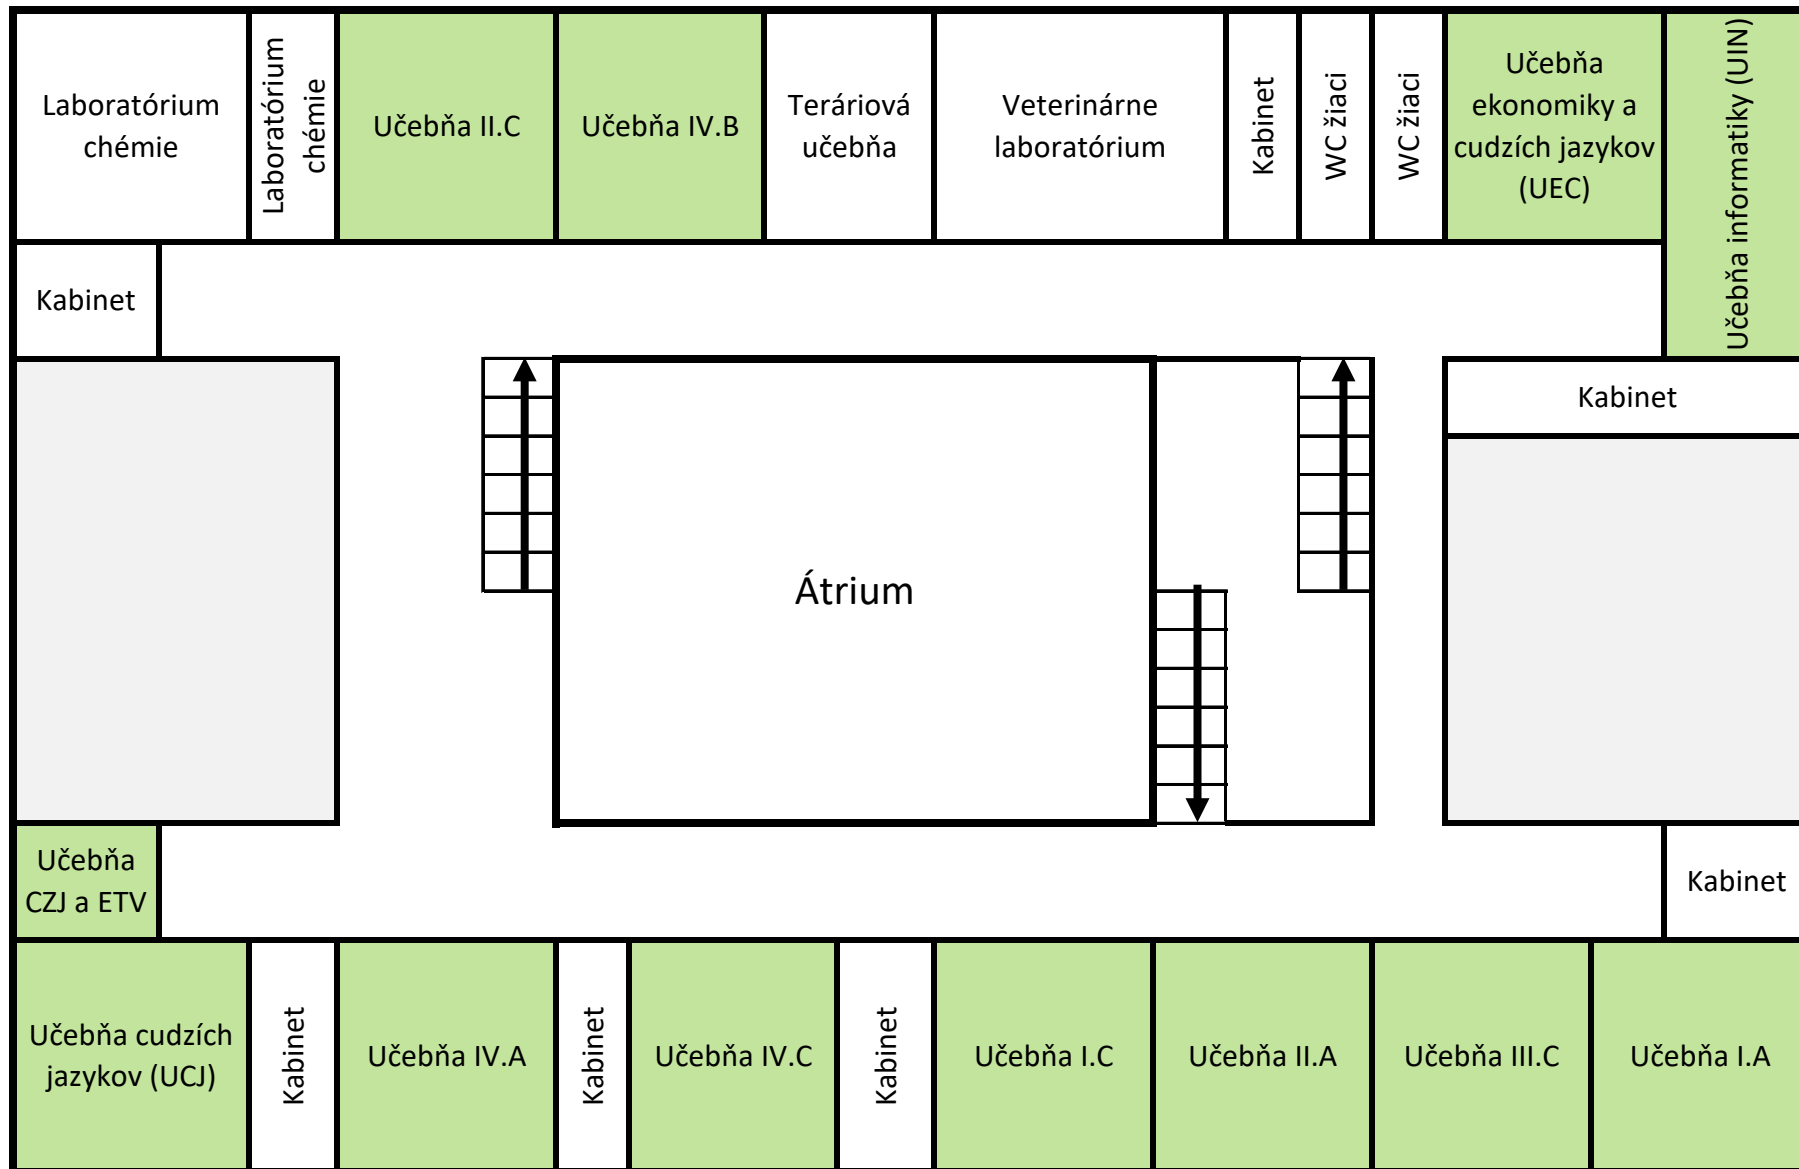 Laboratórium
chémie
Laboratórium
chémie
Učebňa II.C
Učebňa IV.B
Teráriová
učebňa
Veterinárne
laboratórium
Kabinet
WC žiaci
WC žiaci
Učebňa
ekonomiky a
cudzích jazykov
(UEC)
Učebňa informatiky (UIN)
Kabinet
Kabinet
Átrium
Učebňa
CZJ a ETV
Kabinet
Učebňa cudzích
jazykov (UCJ)
Kabinet
Učebňa IV.A
Kabinet
Učebňa IV.C
Kabinet
Učebňa I.C
Učebňa II.A
Učebňa III.C
Učebňa I.A